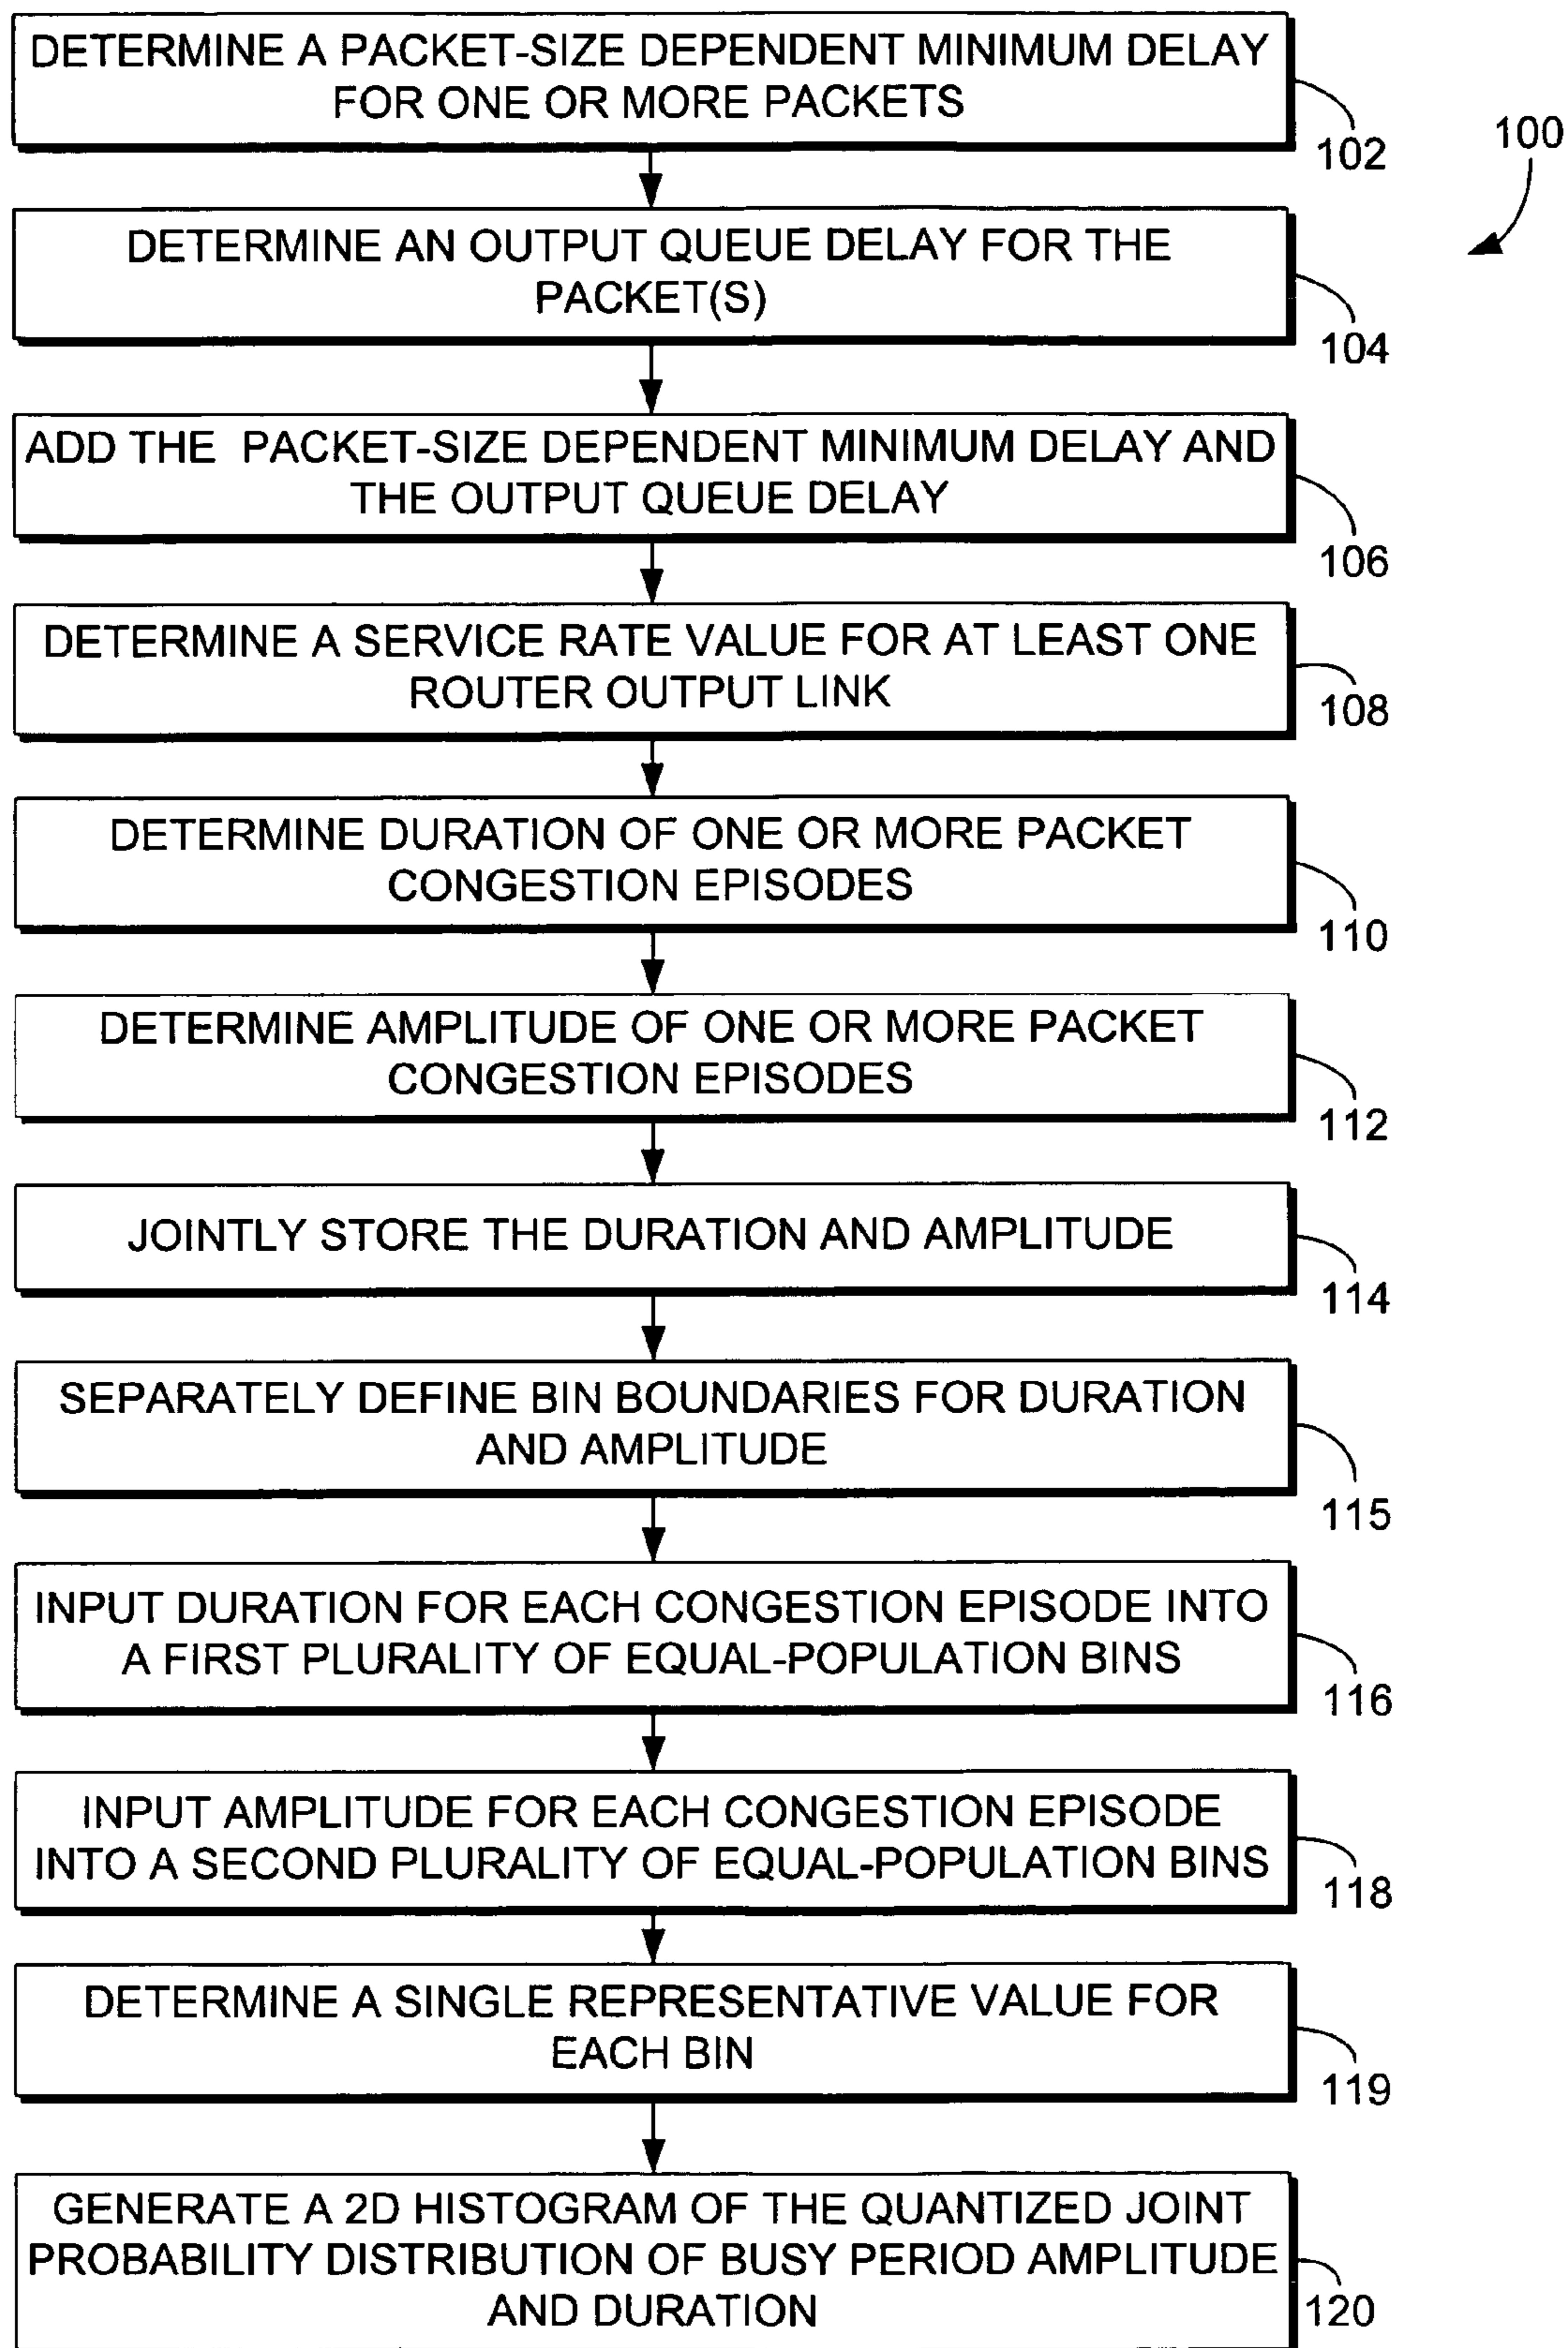 DETERMINE A PACKET-SIZE DEPENDENT MINIMUM DELAY
FOR ONE OR MORE PACKETS
102
100
DETERMINE AN OUTPUT QUEUE DELAY FOR THE
PACKET(S)
104
ADD THE PACKET-SIZE DEPENDENT MINIMUM DELAY AND
THE OUTPUT QUEUE DELAY
106
DETERMINE A SERVICE RATE VALUE FOR AT LEAST ONE
ROUTER OUTPUT LINK
108
DETERMINE DURATION OF ONE OR MORE PACKET
CONGESTION EPISODES
110
DETERMINE AMPLITUDE OF ONE OR MORE PACKET
CONGESTION EPISODES
112
JOINTLY STORE THE DURATION AND AMPLITUDE
114
SEPARATELY DEFINE BIN BOUNDARIES FOR DURATION
AND AMPLITUDE
115
INPUT DURATION FOR EACH CONGESTION EPISODE INTO
A FIRST PLURALITY OF EQUAL-POPULATION BINS
116
INPUT AMPLITUDE FOR EACH CONGESTION EPISODE
INTO A SECOND PLURALITY OF EQUAL-POPULATION BINS
118
DETERMINE A SINGLE REPRESENTATIVE VALUE FOR
EACH BIN
119
GENERATE A 2D HISTOGRAM OF THE QUANTIZED JOINT
PROBABILITY DISTRIBUTION OF BUSY PERIOD AMPLITUDE
AND DURATION
120